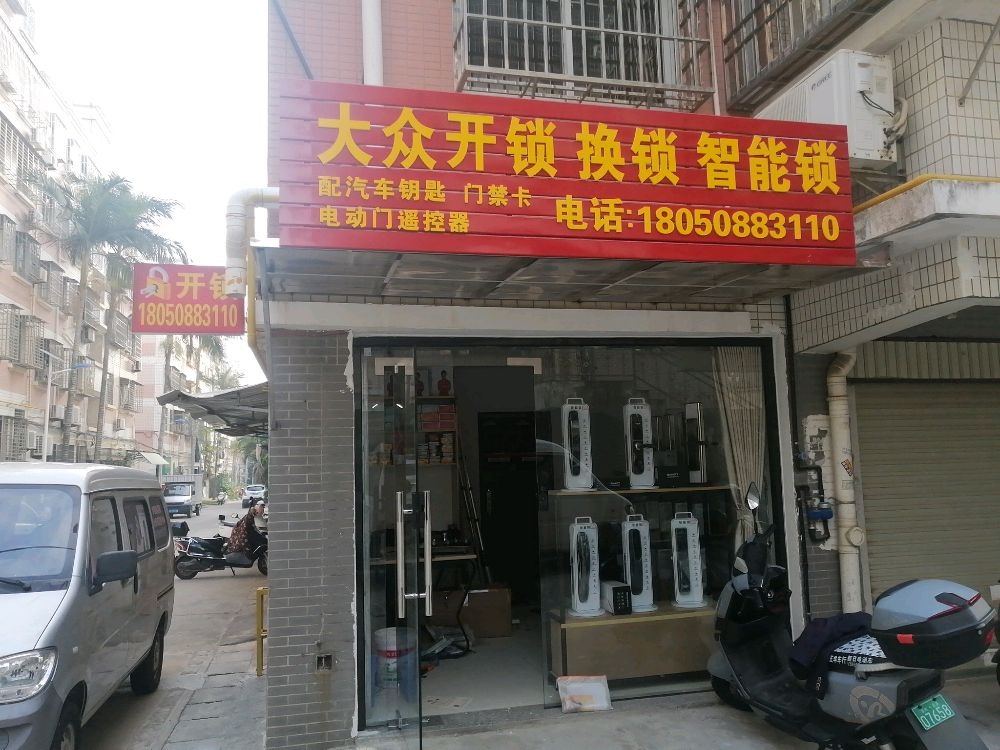 大众开锁 换锁 智能锁
配汽车钥匙 门禁卡
电动门遥控器
电话:18050883110
开锁
18050883110
GREE
07658